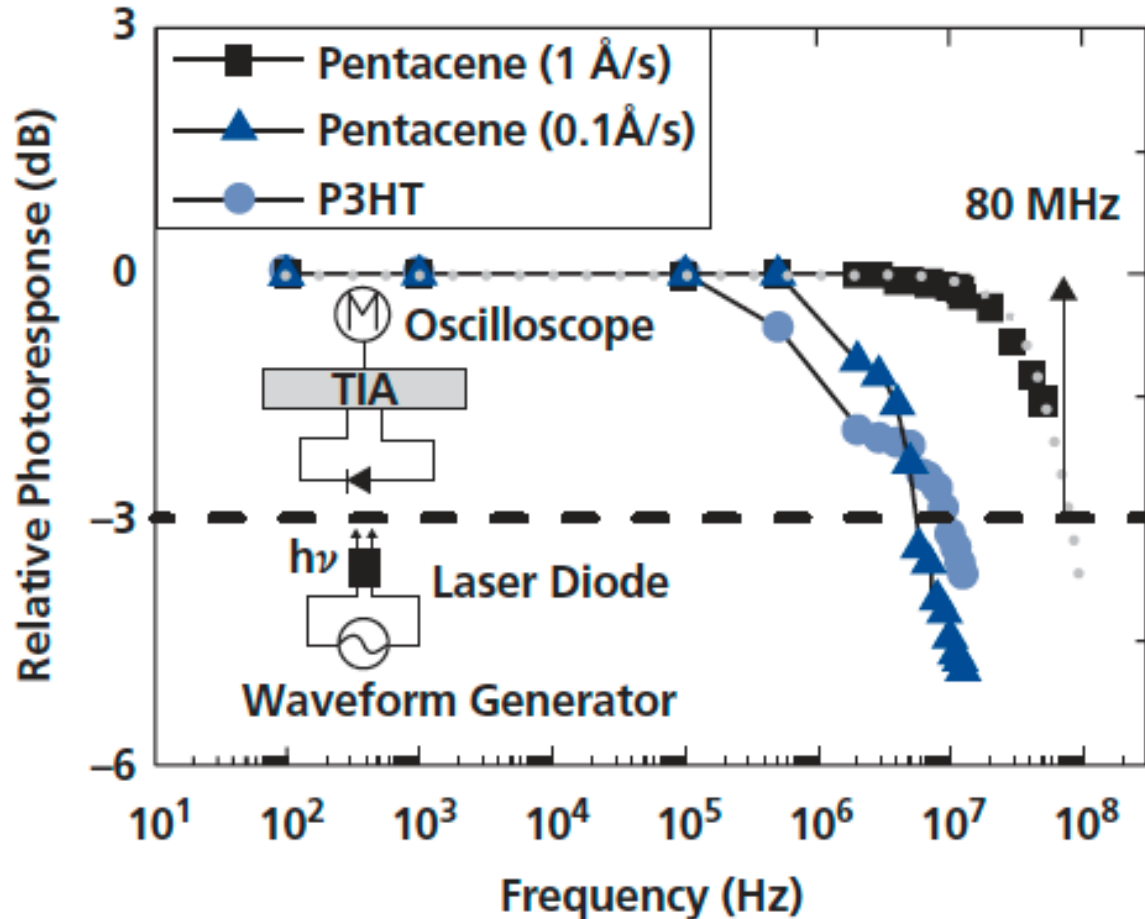 3
Pentacene (1 Å/s)
Pentacene (0.1Å/s)
P3HT
80 MHz
0
M
Oscilloscope
TIA
–3
hν
Laser Diode
Waveform Generator
–6
10¹ 10² 10³ 10⁴ 10⁵ 10⁶ 10⁷ 10⁸
Frequency (Hz)
Relative Photoresponse (dB)